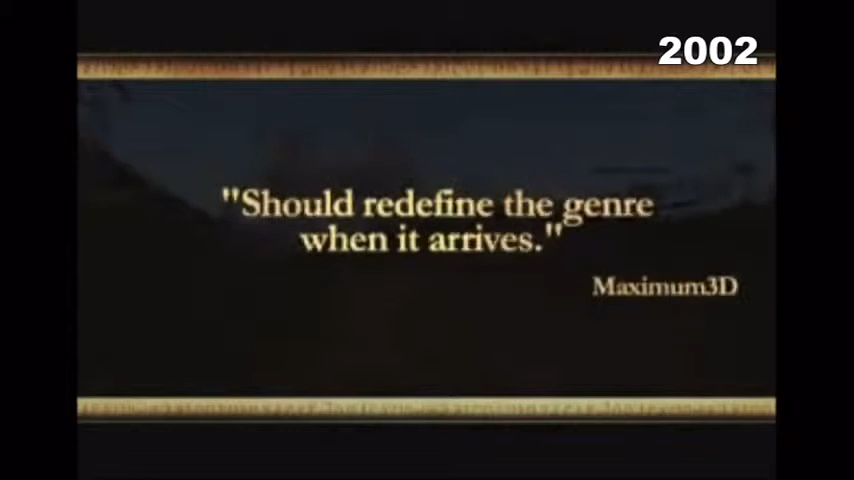 2002
"Should redefine the genre
when it arrives."
Maximum3D